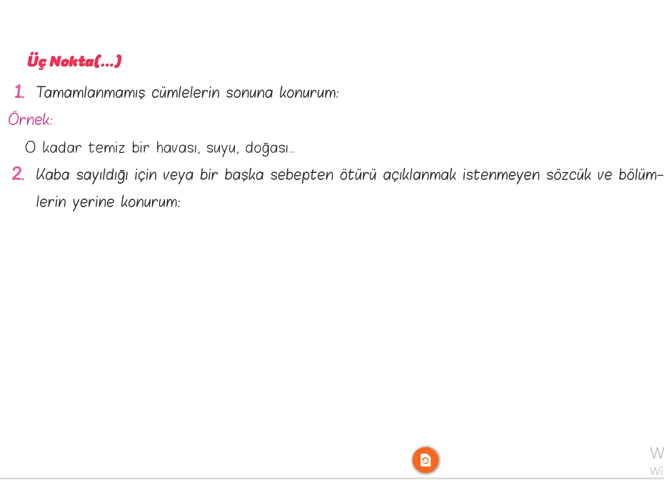 Üç Nokta(...)
1. Tamamlanmamış cümlelerin sonuna konurum:
Örnek:
O kadar temiz bir havası, suyu, doğası...
2. Kaba sayıldığı için veya bir başka sebepten ötürü açıklanmak istenmeyen sözcük ve bölüm-
lerin yerine konurum:
W
Wi